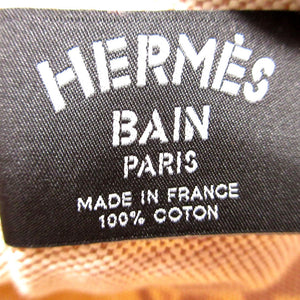 HERMÈS
BAIN
PARIS
MADE IN FRANCE
100% COTON